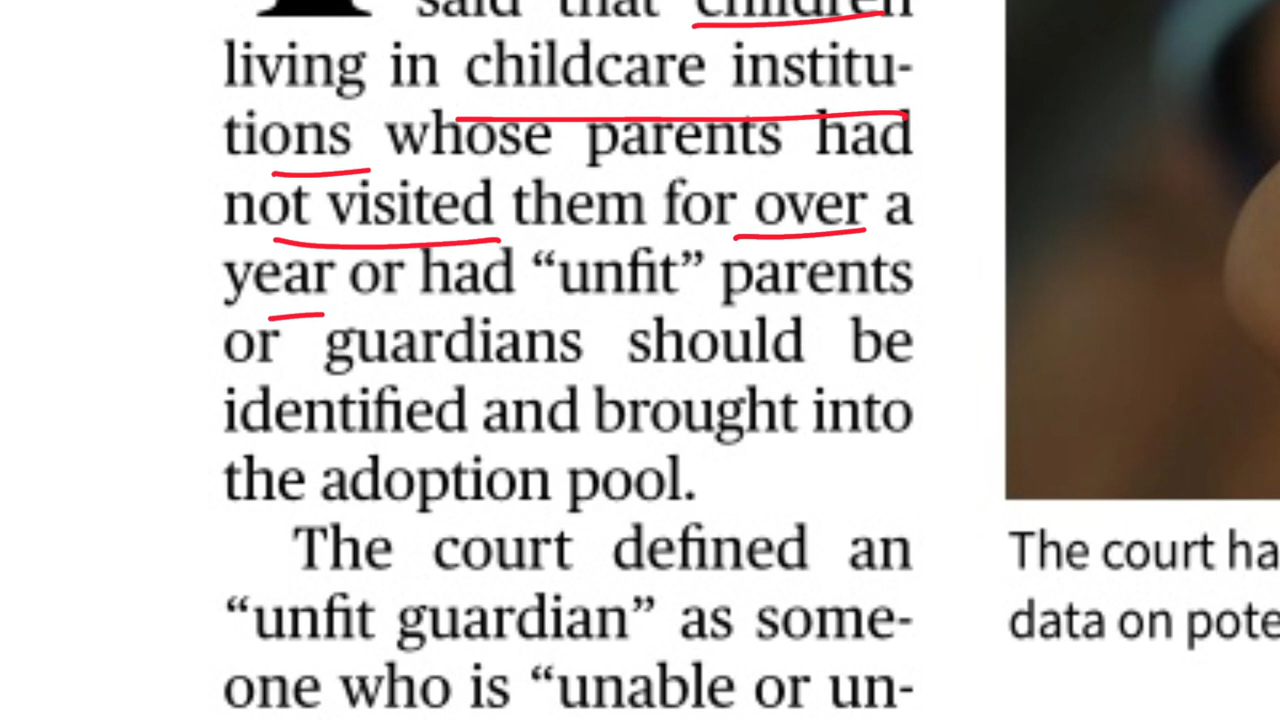 said that children
living in childcare institu-
tions whose parents had
not visited them for over a
year or had “unfit” parents
or guardians should be
identified and brought into
the adoption pool.
The court defined an
“unfit guardian” as some-
one who is “unable or un-
The court ha
data on pote